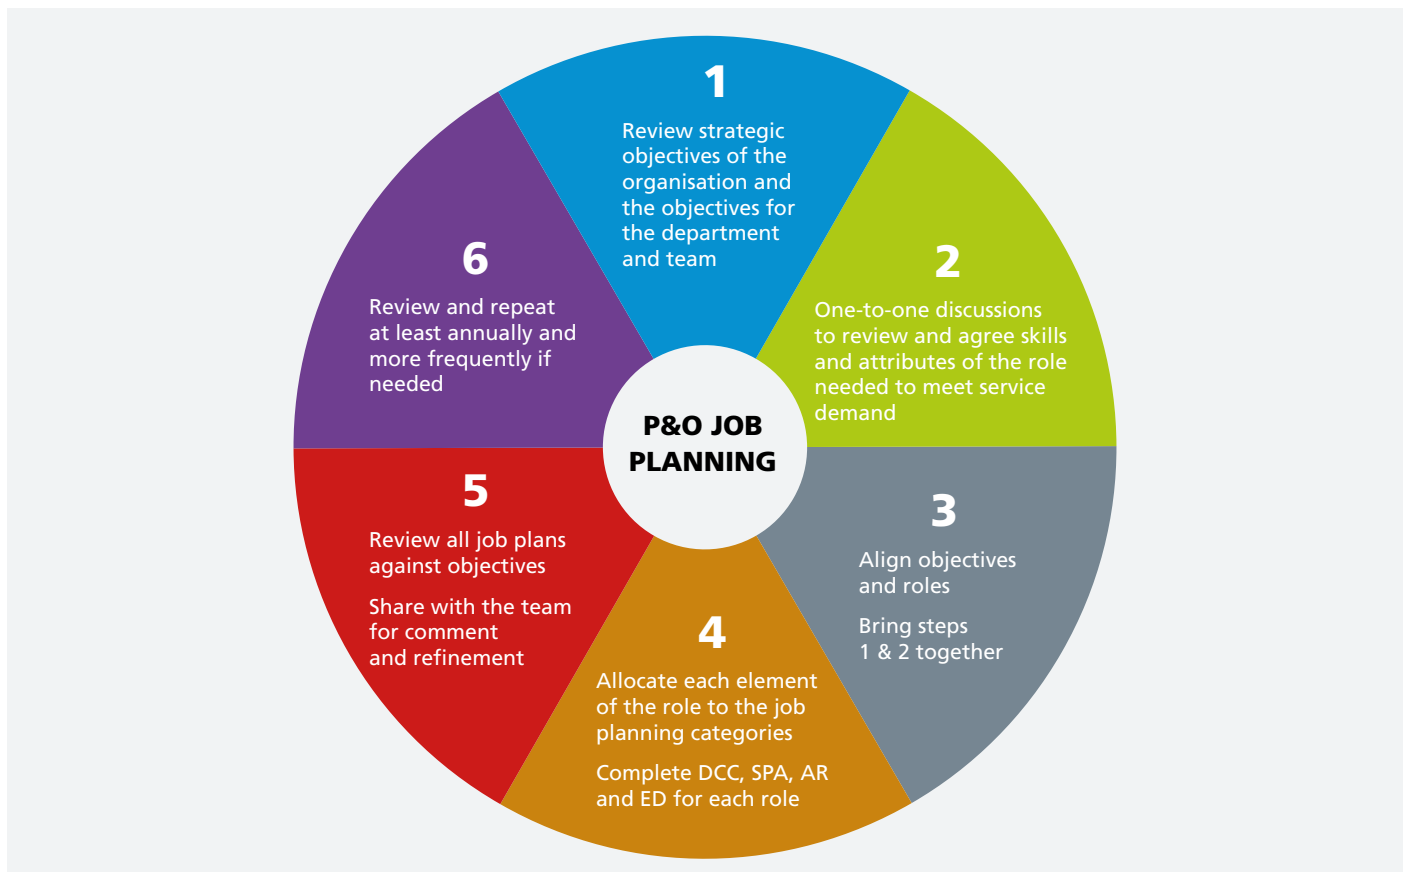 1
Review strategic
objectives of the
organisation and
the objectives for
the department
and team
2
One-to-one discussions
to review and agree skills
and attributes of the role
needed to meet service
demand
3
Align objectives
and roles
Bring steps
1 & 2 together
4
Allocate each element
of the role to the job
planning categories
Complete DCC, SPA, AR
and ED for each role
5
Review all job plans
against objectives
Share with the team
for comment
and refinement
6
Review and repeat
at least annually and
more frequently if
needed
P&O JOB
PLANNING